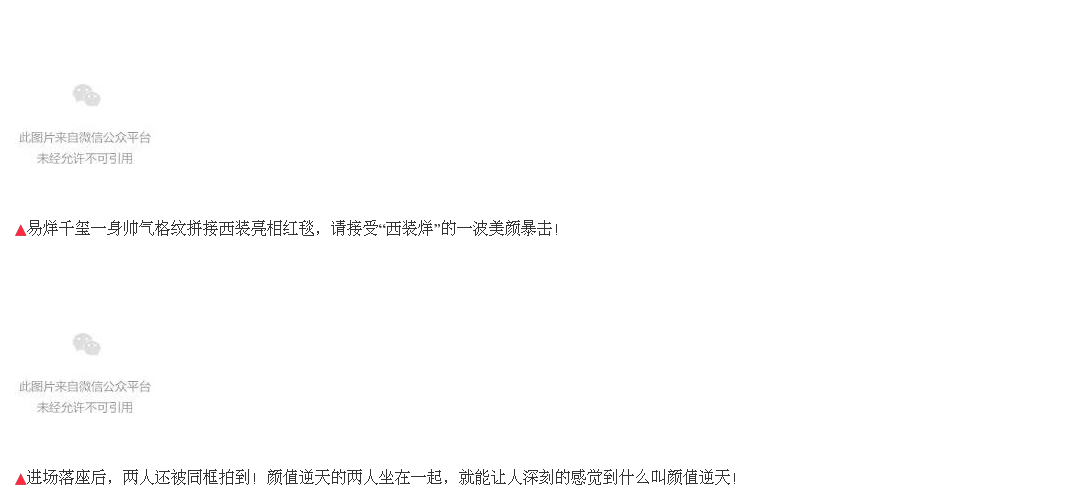 此图片来自微信公众平台
未经允许不可引用
▲易烊千玺一身帅气格纹拼接西装亮相红毯，请接受“西装烊”的一波美颜暴击！
此图片来自微信公众平台
未经允许不可引用
▲进场落座后，两人还被同框拍到！颜值逆天的两人坐在一起，就能让人深刻的感觉到什么叫颜值逆天！